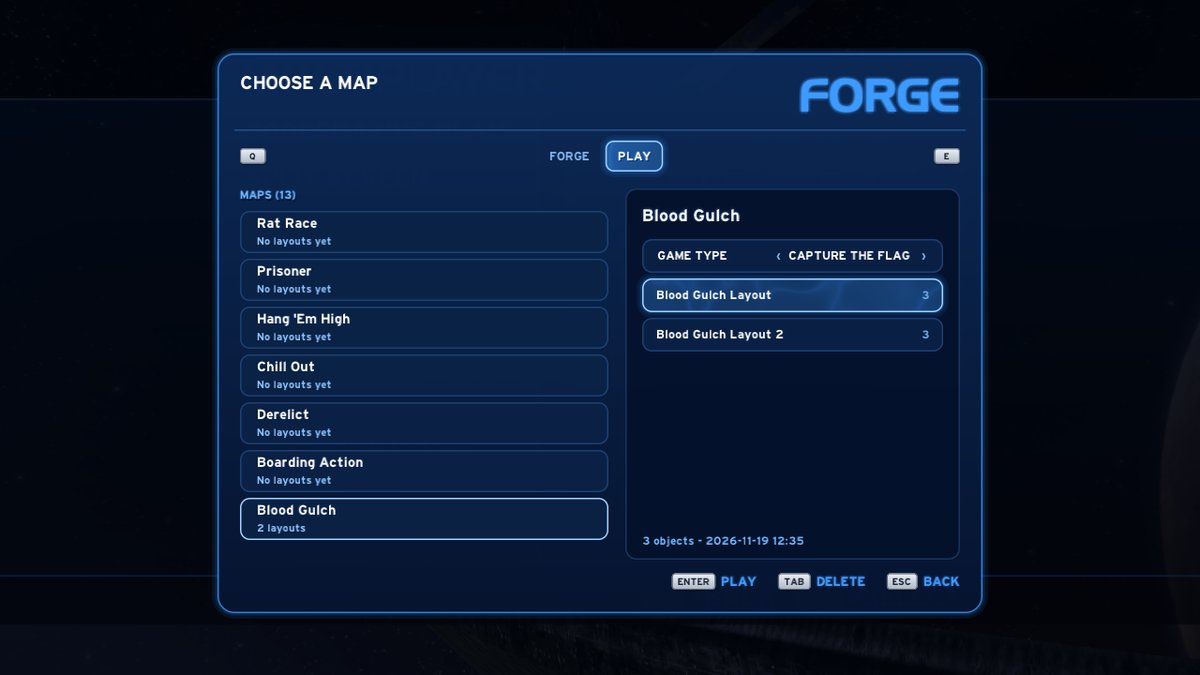 CHOOSE A MAP
FORGE
Q
FORGE
PLAY
E
MAPS (13)
Rat Race
No layouts yet
Prisoner
No layouts yet
Hang 'Em High
No layouts yet
Chill Out
No layouts yet
Derelict
No layouts yet
Boarding Action
No layouts yet
Blood Gulch
2 layouts
Blood Gulch
GAME TYPE ‹ CAPTURE THE FLAG ›
Blood Gulch Layout 3
Blood Gulch Layout 2 3
3 objects - 2026-11-19 12:35
ENTER PLAY TAB DELETE ESC BACK